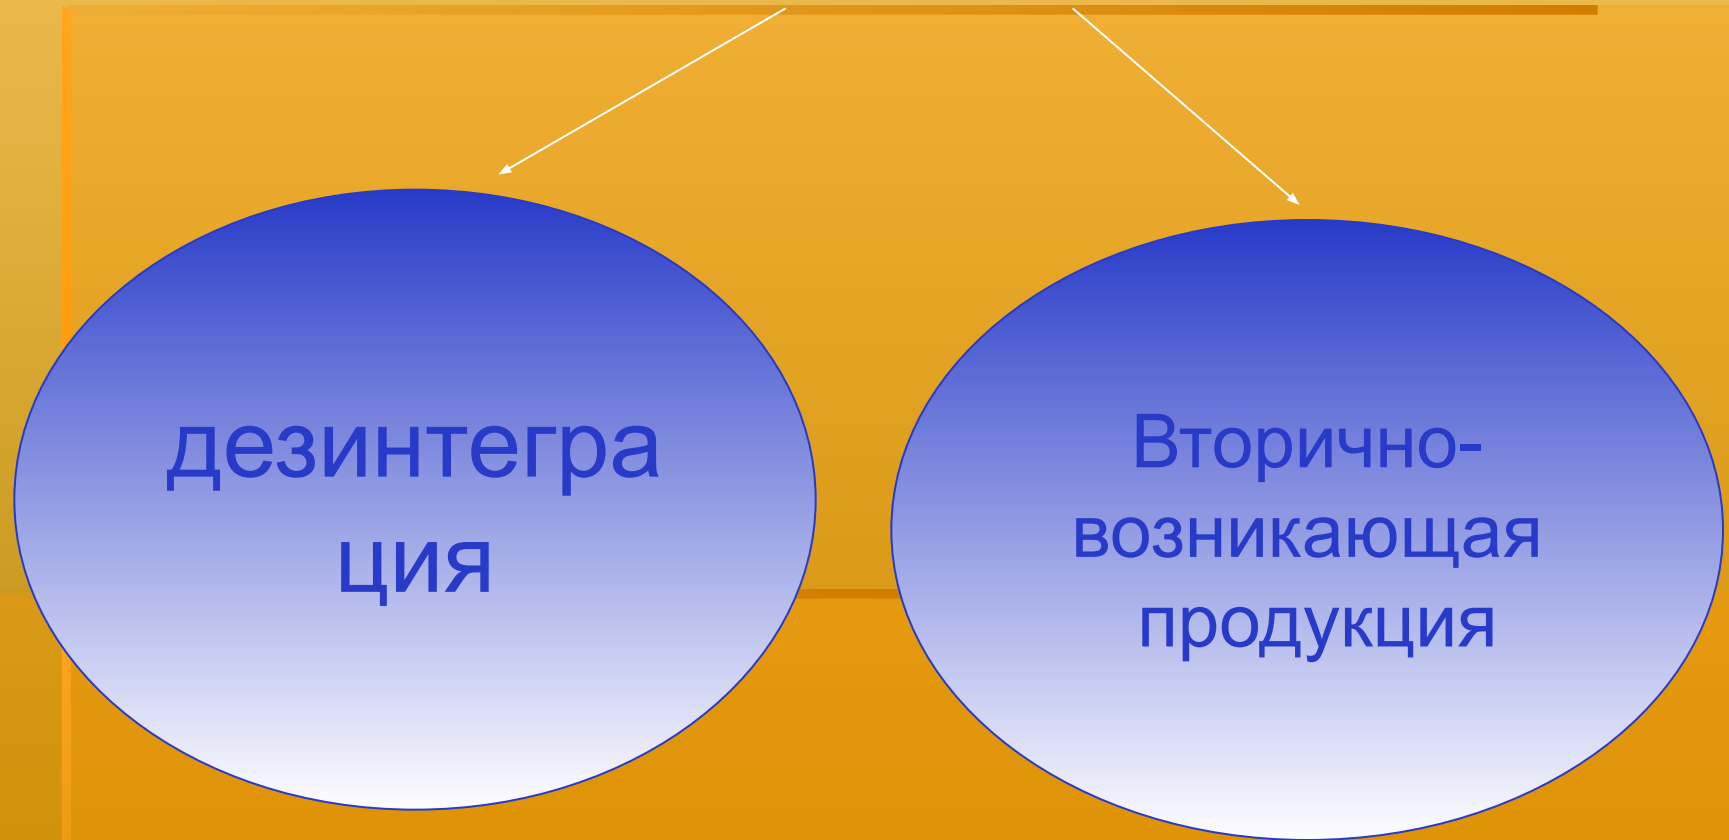 дезинтегра
ция
Вторично-
возникающая
продукция